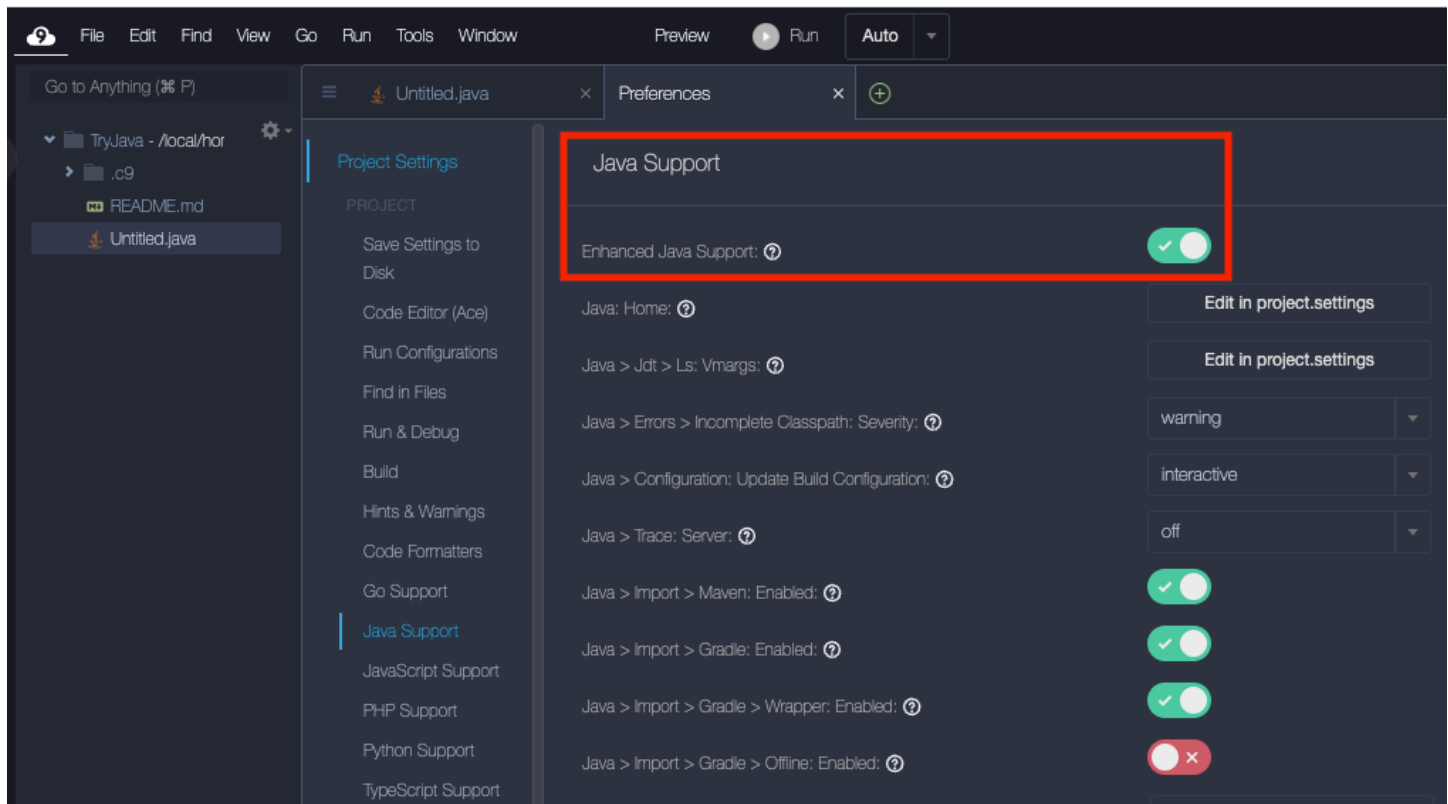 9 File Edit Find View Go Run Tools Window Preview Run Auto
Go to Anything (⌘ P)
TryJava - /local/hor
.c9
README.md
Untitled.java
Untitled.java
Preferences
Project Settings
PROJECT
Save Settings to
Disk
Code Editor (Ace)
Run Configurations
Find in Files
Run & Debug
Build
Hints & Warnings
Code Formatters
Go Support
Java Support
JavaScript Support
PHP Support
Python Support
TypeScript Support
Java Support
Enhanced Java Support:
Java: Home: Edit in project.settings
Java > Jdt > Ls: Vmargs: Edit in project.settings
Java > Errors > Incomplete Classpath: Severity: warning
Java > Configuration: Update Build Configuration: interactive
Java > Trace: Server: off
Java > Import > Maven: Enabled:
Java > Import > Gradle: Enabled:
Java > Import > Gradle > Wrapper: Enabled:
Java > Import > Gradle > Offline: Enabled: